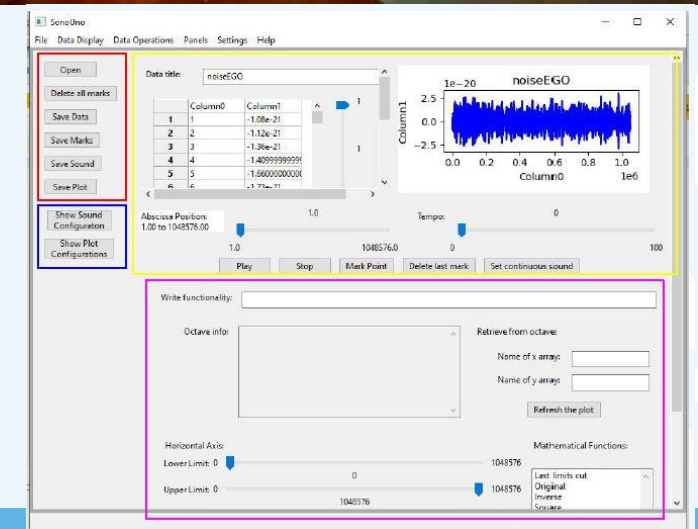 SonoUno
File Data Display Data Operations Panels Settings Help
Open
Delete all marks
Save Data
Save Marks
Save Sound
Save Plot
Show Sound
Configuraton
Show Plot
Configurations
Data title: noiseEGO
Column0 Column1
1 1 -1.08e-21
2 2 -1.12e-21
3 3 -1.36e-21
4 4 -1.40999999999
5 5 -1.66000000000
6 6 -1.73e-21
1
1
1e−20 noiseEGO
Column1
2.5
0.0
−2.5
0.0 0.2 0.4 0.6 0.8 1.0
Column0 1e6
Abscissa Position:
1.00 to 1048576.00
1.0
1.0 1048576.0
Tempo:
0
0 100
Play Stop Mark Point Delete last mark Set continuous sound
Write functionality:
Octave info:
Retrieve from octave:
Name of x array:
Name of y array:
Refresh the plot
Horizontal Axis:
Lower Limit: 0 1048576
0
Upper Limit: 0 1048576
1048576
Mathematical Functions:
Last limits cut
Original
Inverse
Square